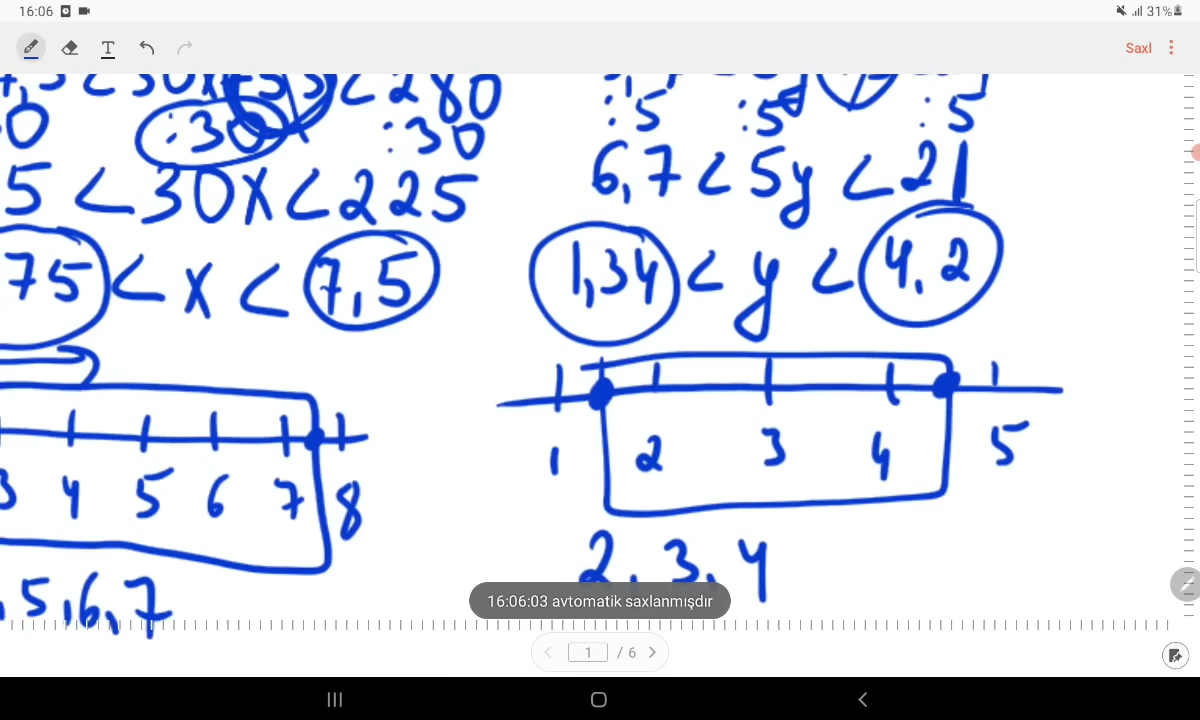 16:06 31%
Saxl
< 280
:30 :30
5 < 30x < 225
75 < x < 7,5
4 5 6 7 8
5,6,7
:5 :5 :5
6,7 < 5y < 21
1,34 < y < 4,2
1 2 3 4 5
2,3,4
16:06:03 avtomatik saxlanmışdır
1 / 6